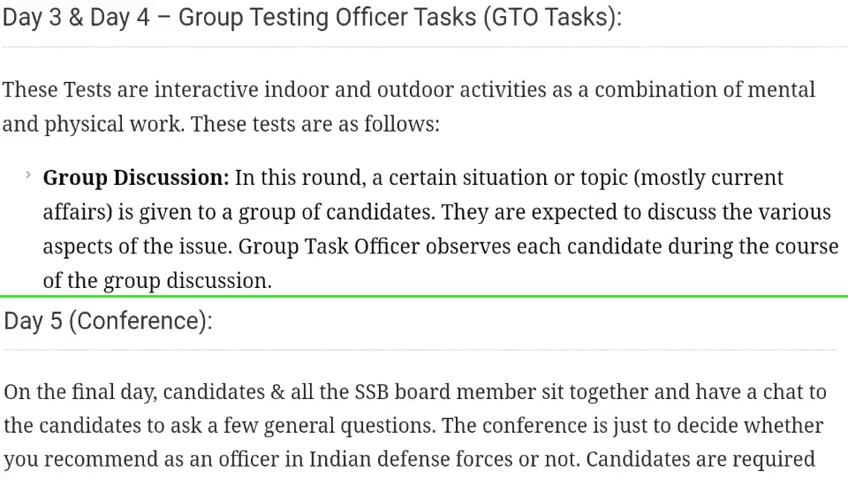 Day 3 & Day 4 – Group Testing Officer Tasks (GTO Tasks):
These Tests are interactive indoor and outdoor activities as a combination of mental
and physical work. These tests are as follows:
Group Discussion: In this round, a certain situation or topic (mostly current
affairs) is given to a group of candidates. They are expected to discuss the various
aspects of the issue. Group Task Officer observes each candidate during the course
of the group discussion.
Day 5 (Conference):
On the final day, candidates & all the SSB board member sit together and have a chat to
the candidates to ask a few general questions. The conference is just to decide whether
you recommend as an officer in Indian defense forces or not. Candidates are required